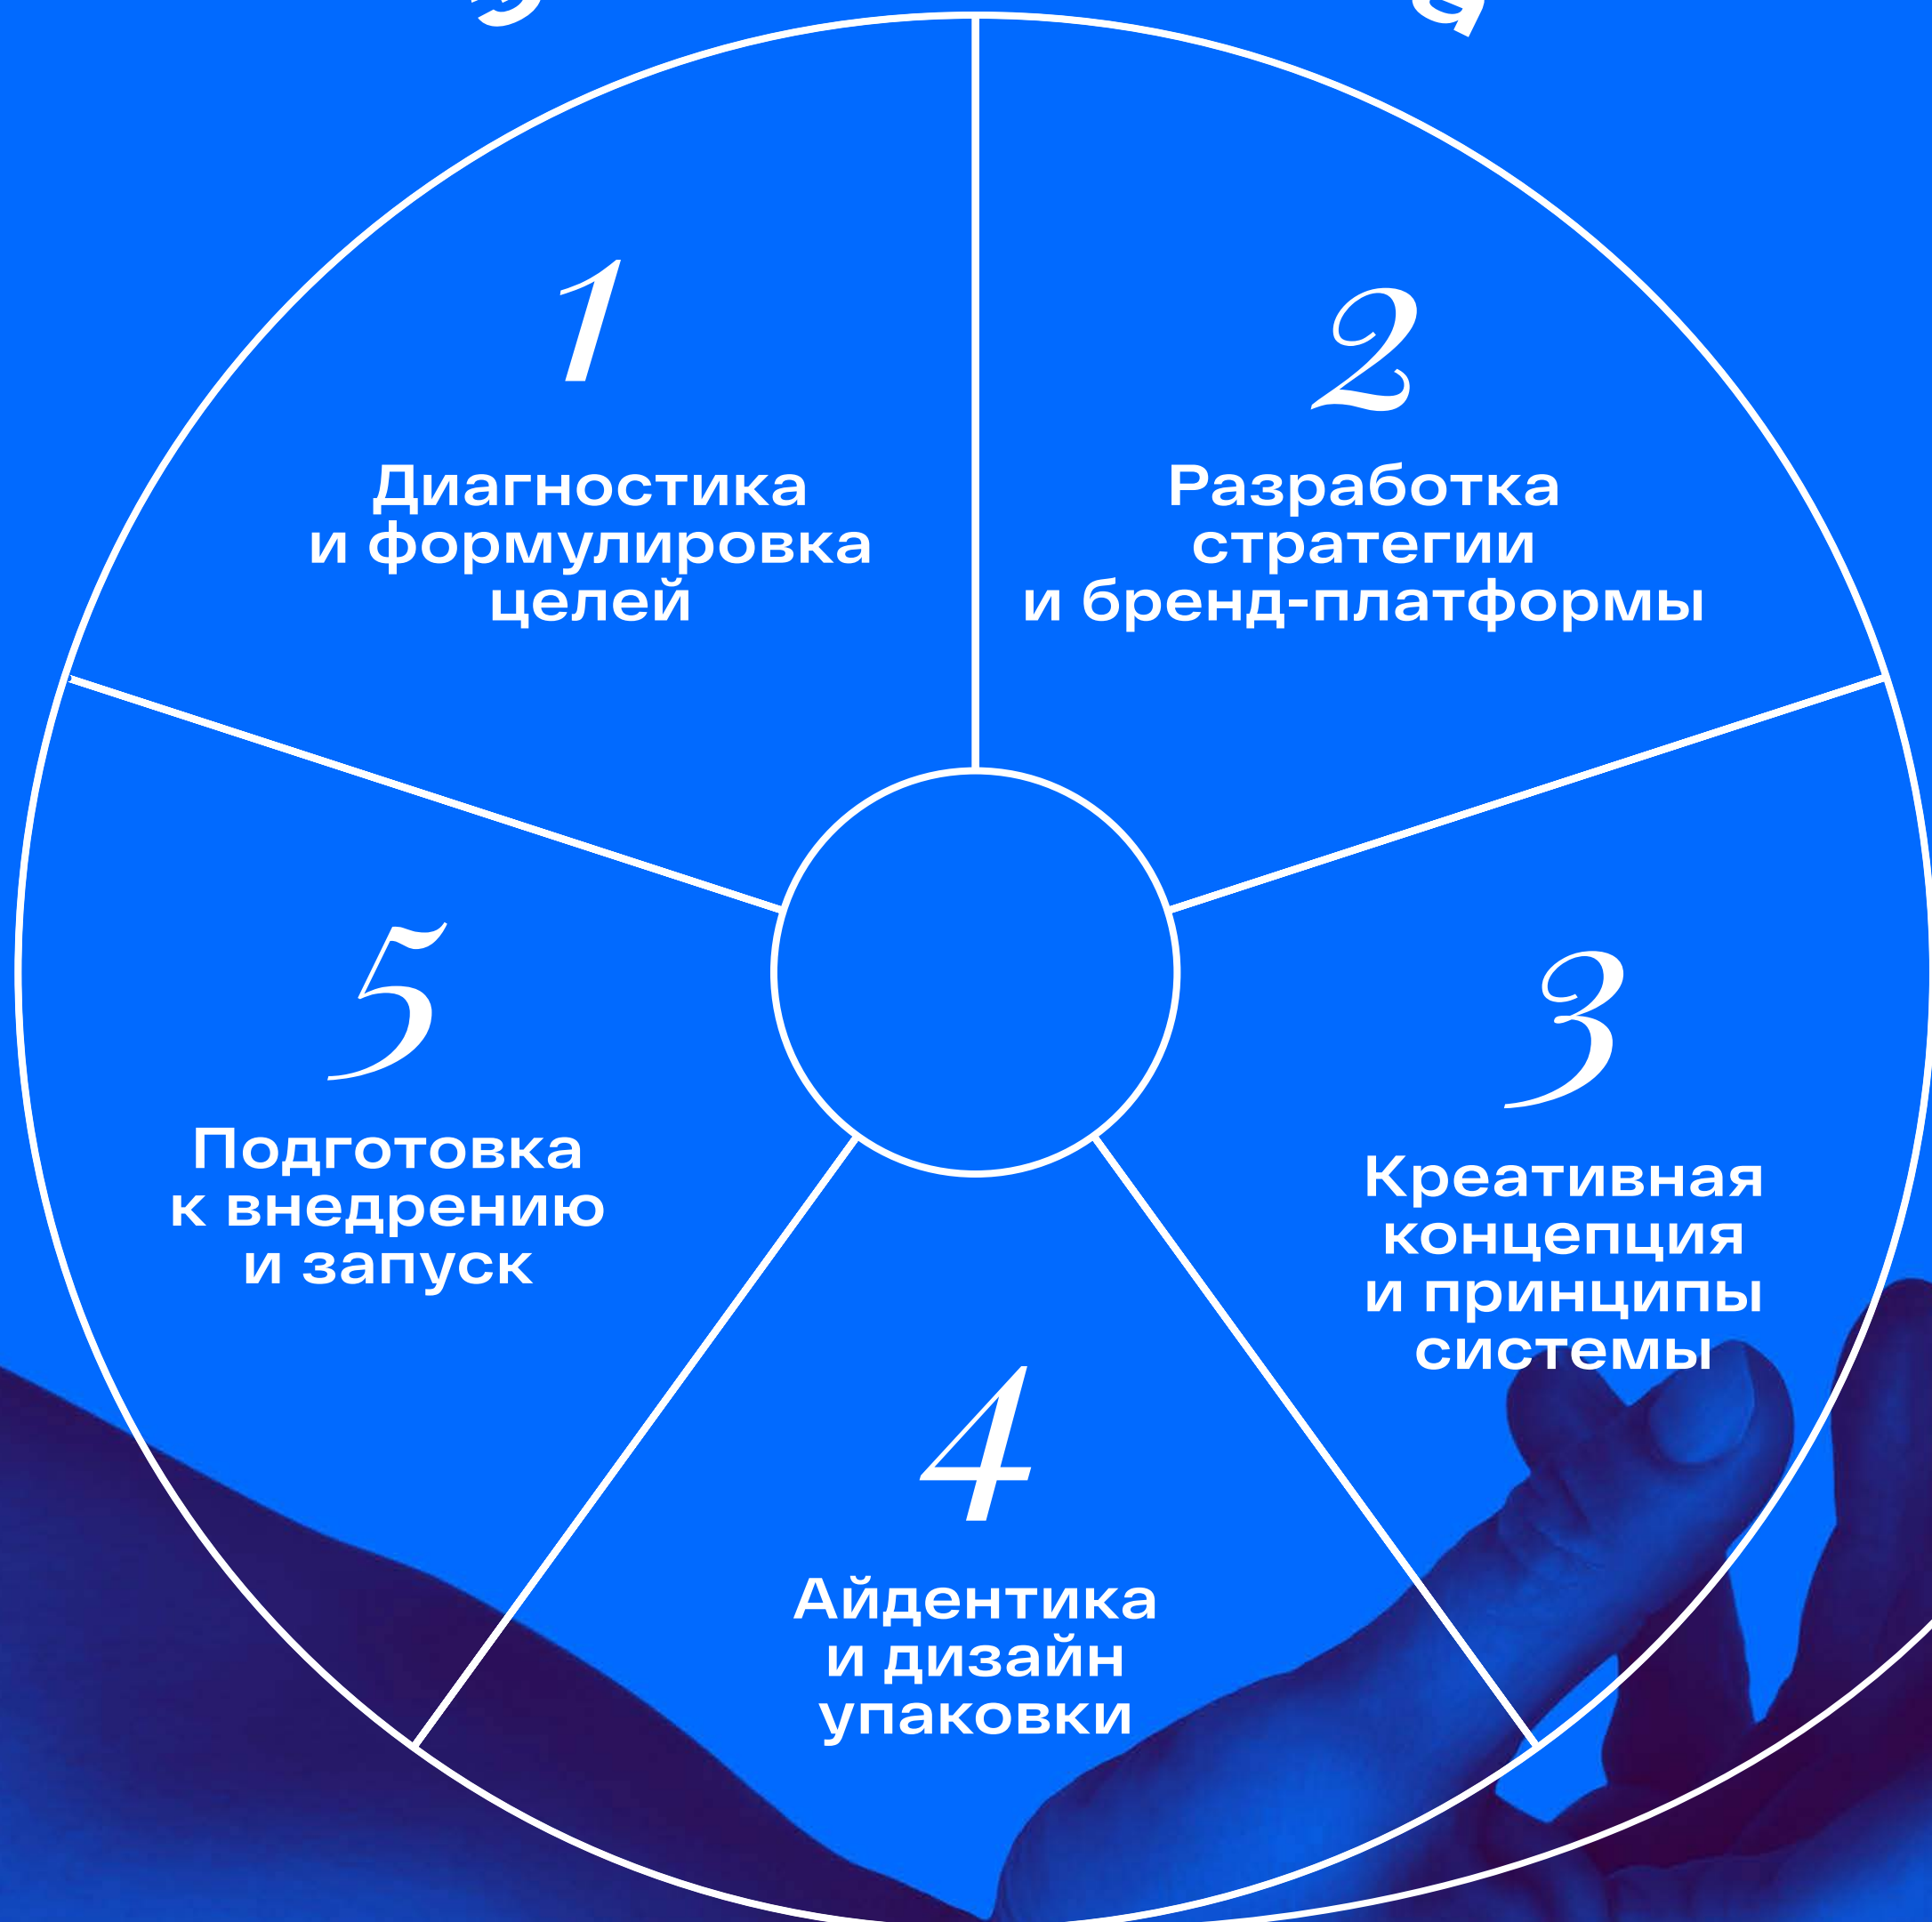 1
Диагностика
и формулировка
целей
2
Разработка
стратегии
и бренд-платформы
3
Креативная
концепция
и принципы
системы
4
Айдентика
и дизайн
упаковки
5
Подготовка
к внедрению
и запуск